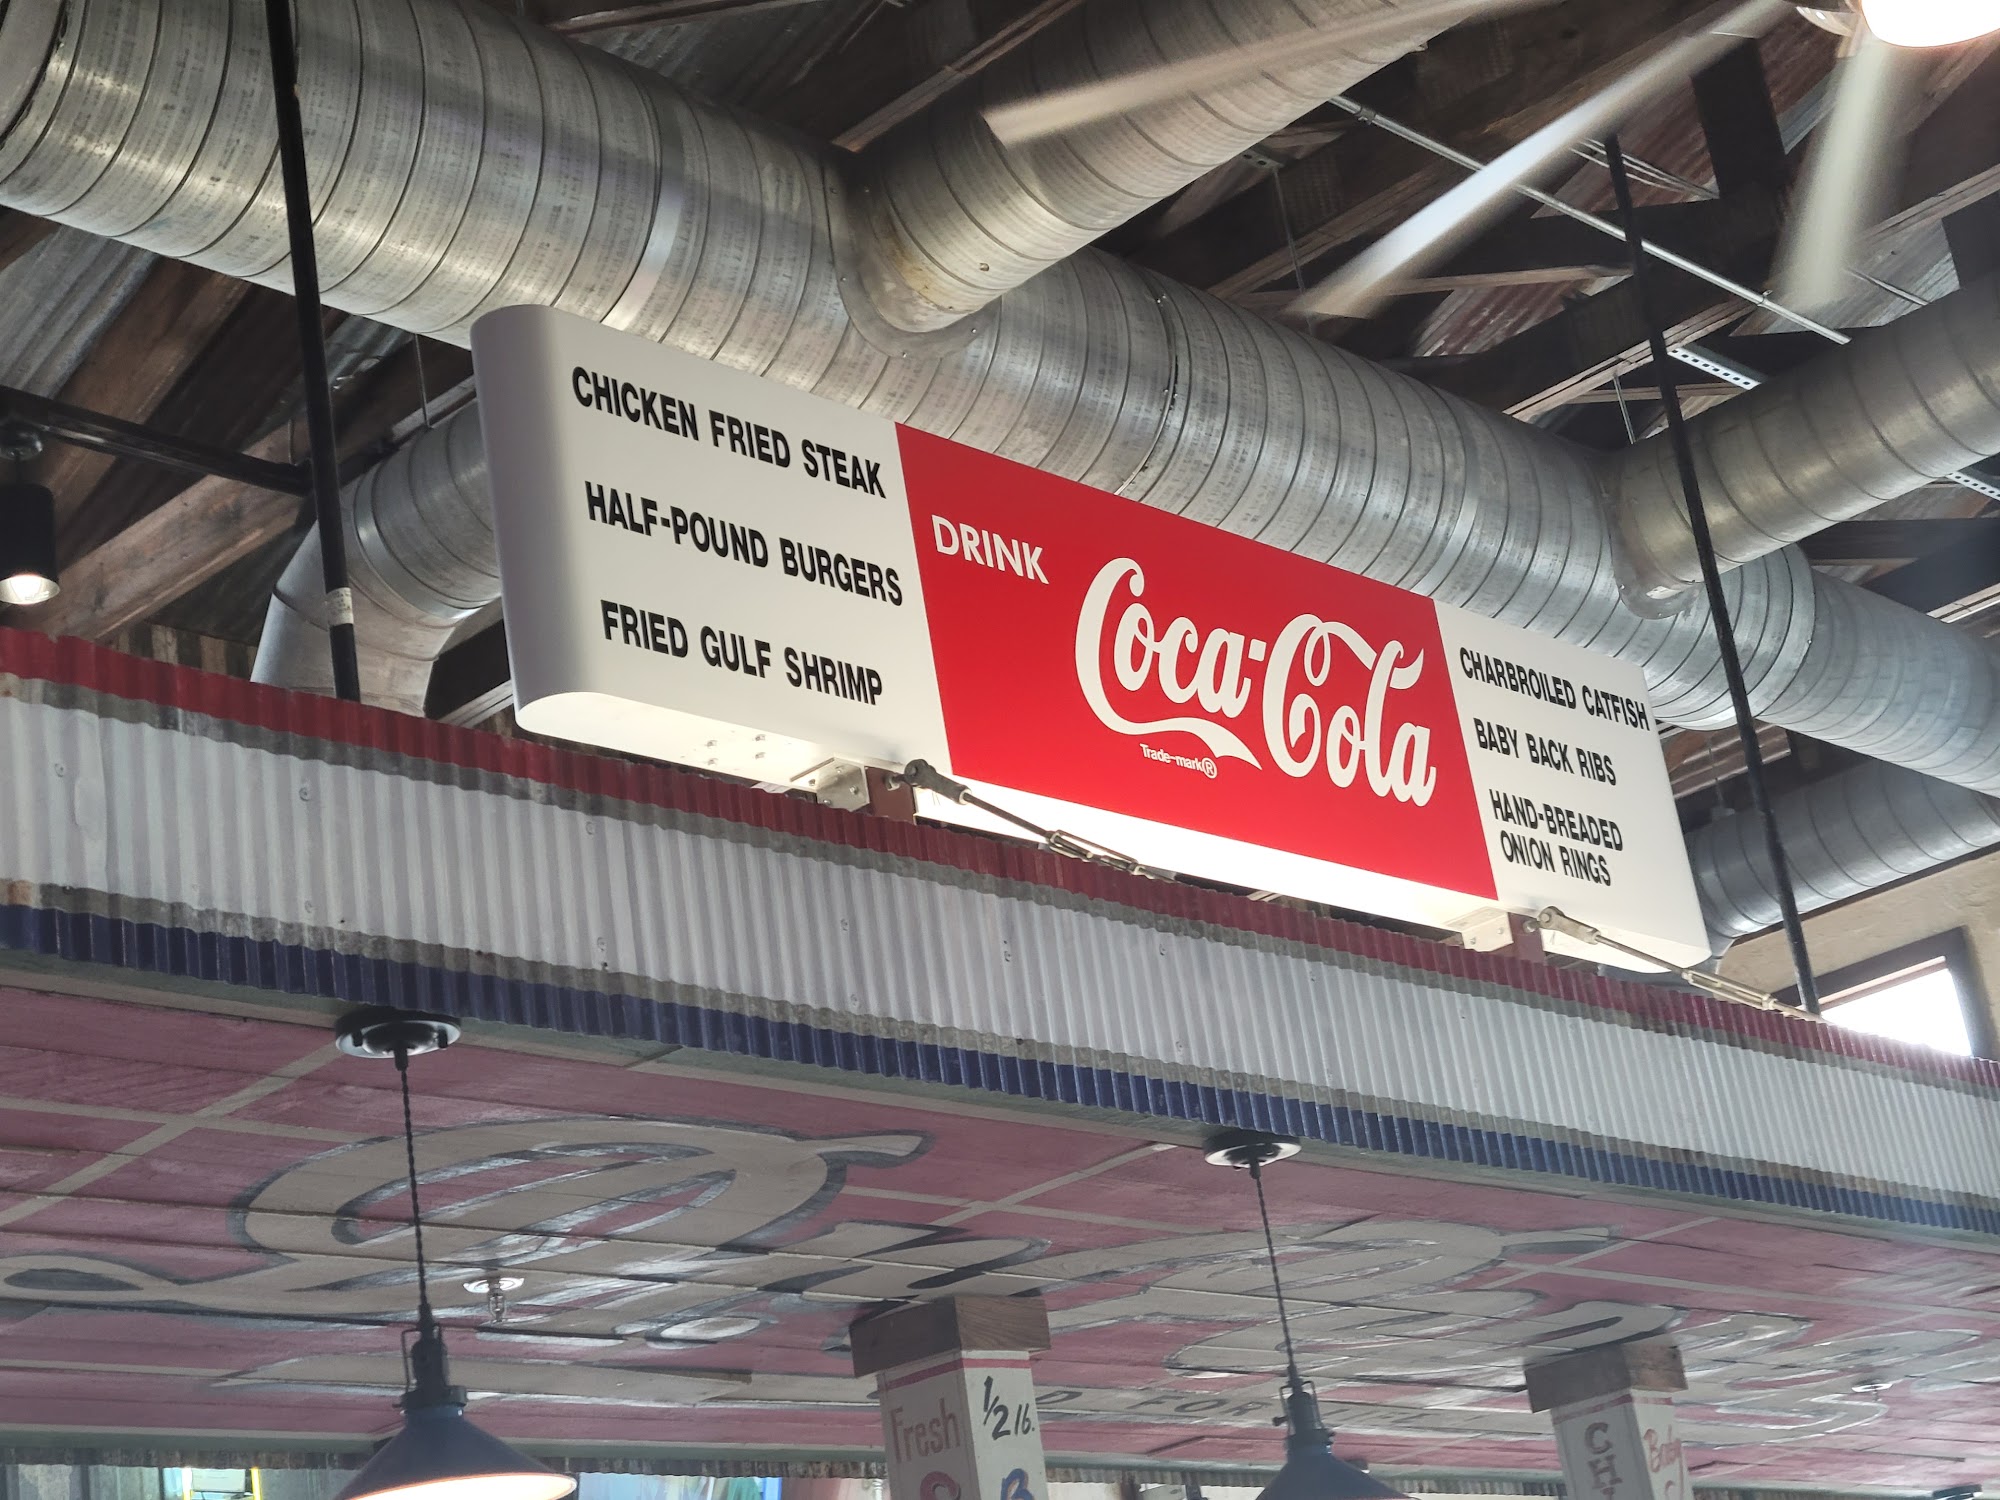 CHICKEN FRIED STEAK
HALF-POUND BURGERS
FRIED GULF SHRIMP
DRINK
Coca-Cola
Trade-mark®
CHARBROILED CATFISH
BABY BACK RIBS
HAND-BREADED
ONION RINGS
Fresh
1/2 lb.
Baby